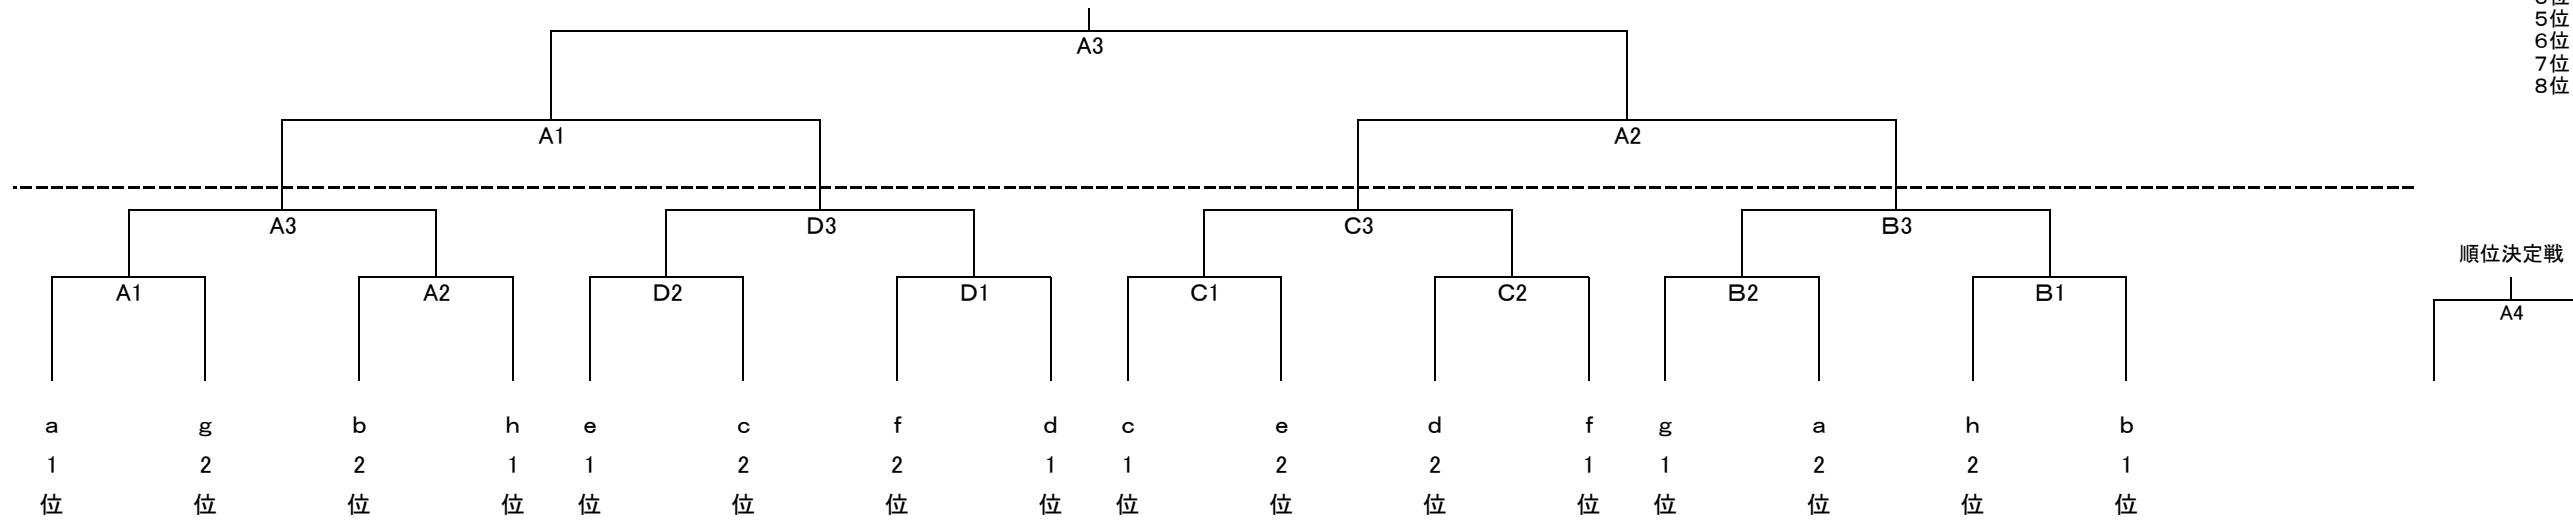 A3
5位
6位
7位
8位
A1 A2
A3 D3 C3 B3
順位決定戦
A1 A2 D2 D1 C1 C2 B2 B1
A4
a g b h e c f d c e d f g a h b
1 2 2 1 1 2 2 1 1 2 2 1 1 2 2 1
位 位 位 位 位 位 位 位 位 位 位 位 位 位 位 位